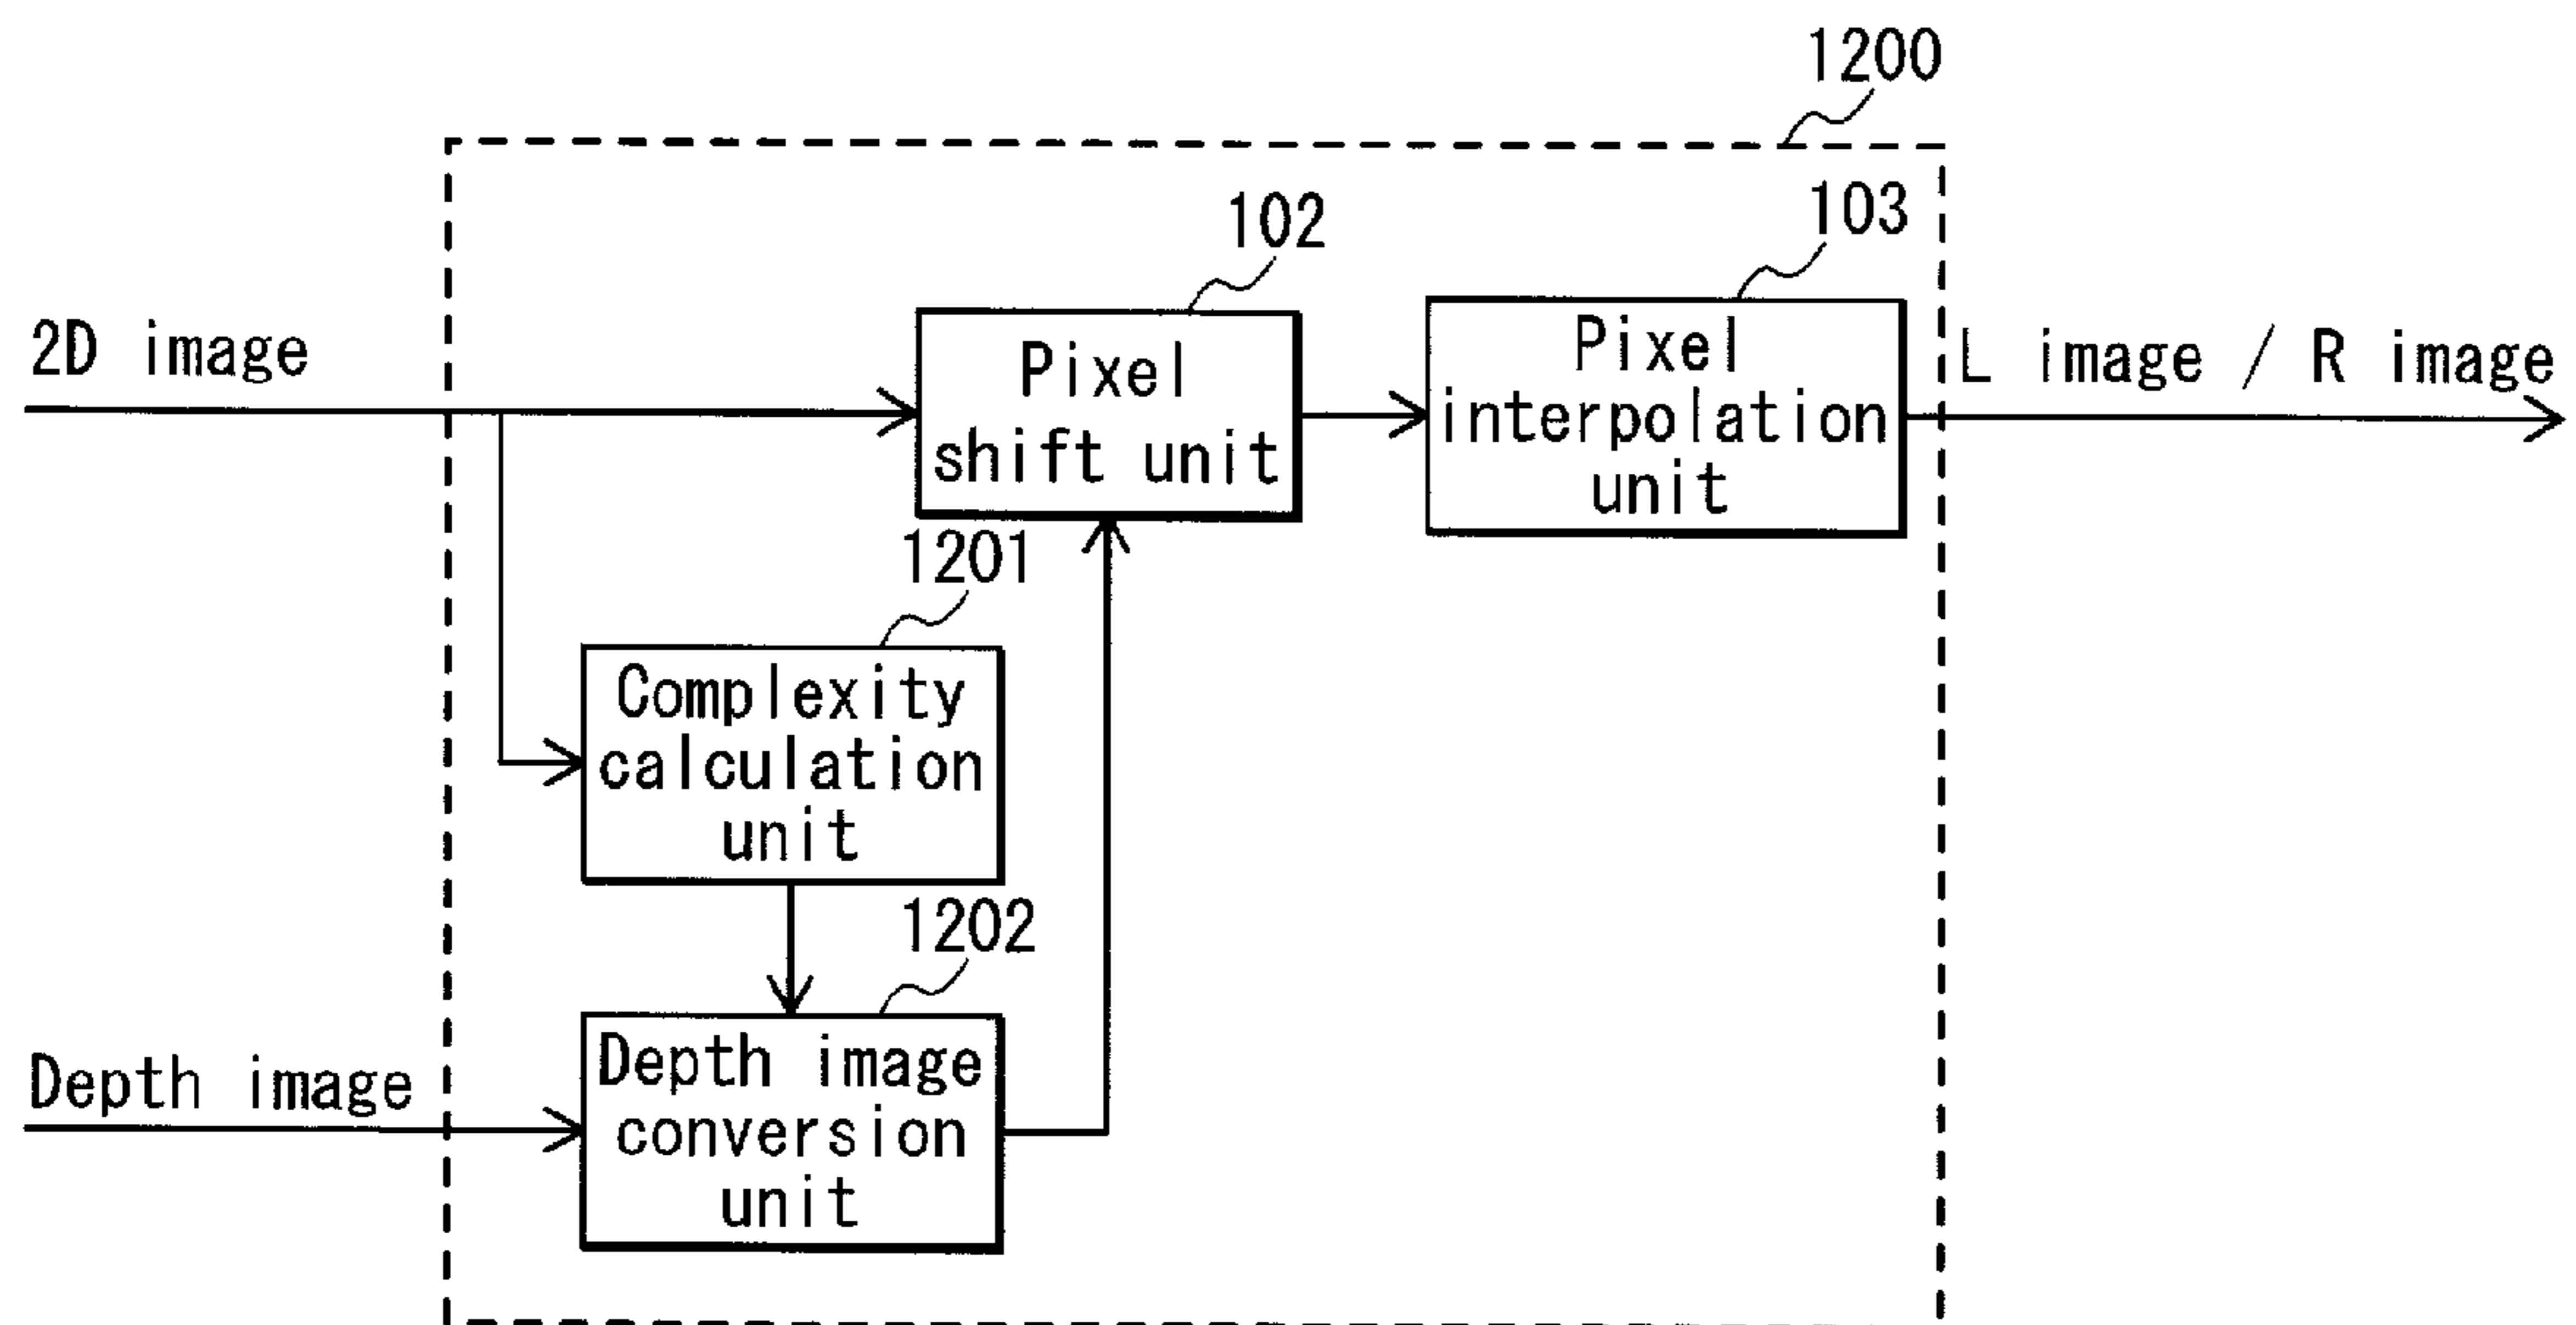 1200
102
103
2D image
Pixel
shift unit
Pixel
interpolation
unit
L image / R image
1201
Complexity
calculation
unit
1202
Depth image
Depth image
conversion
unit